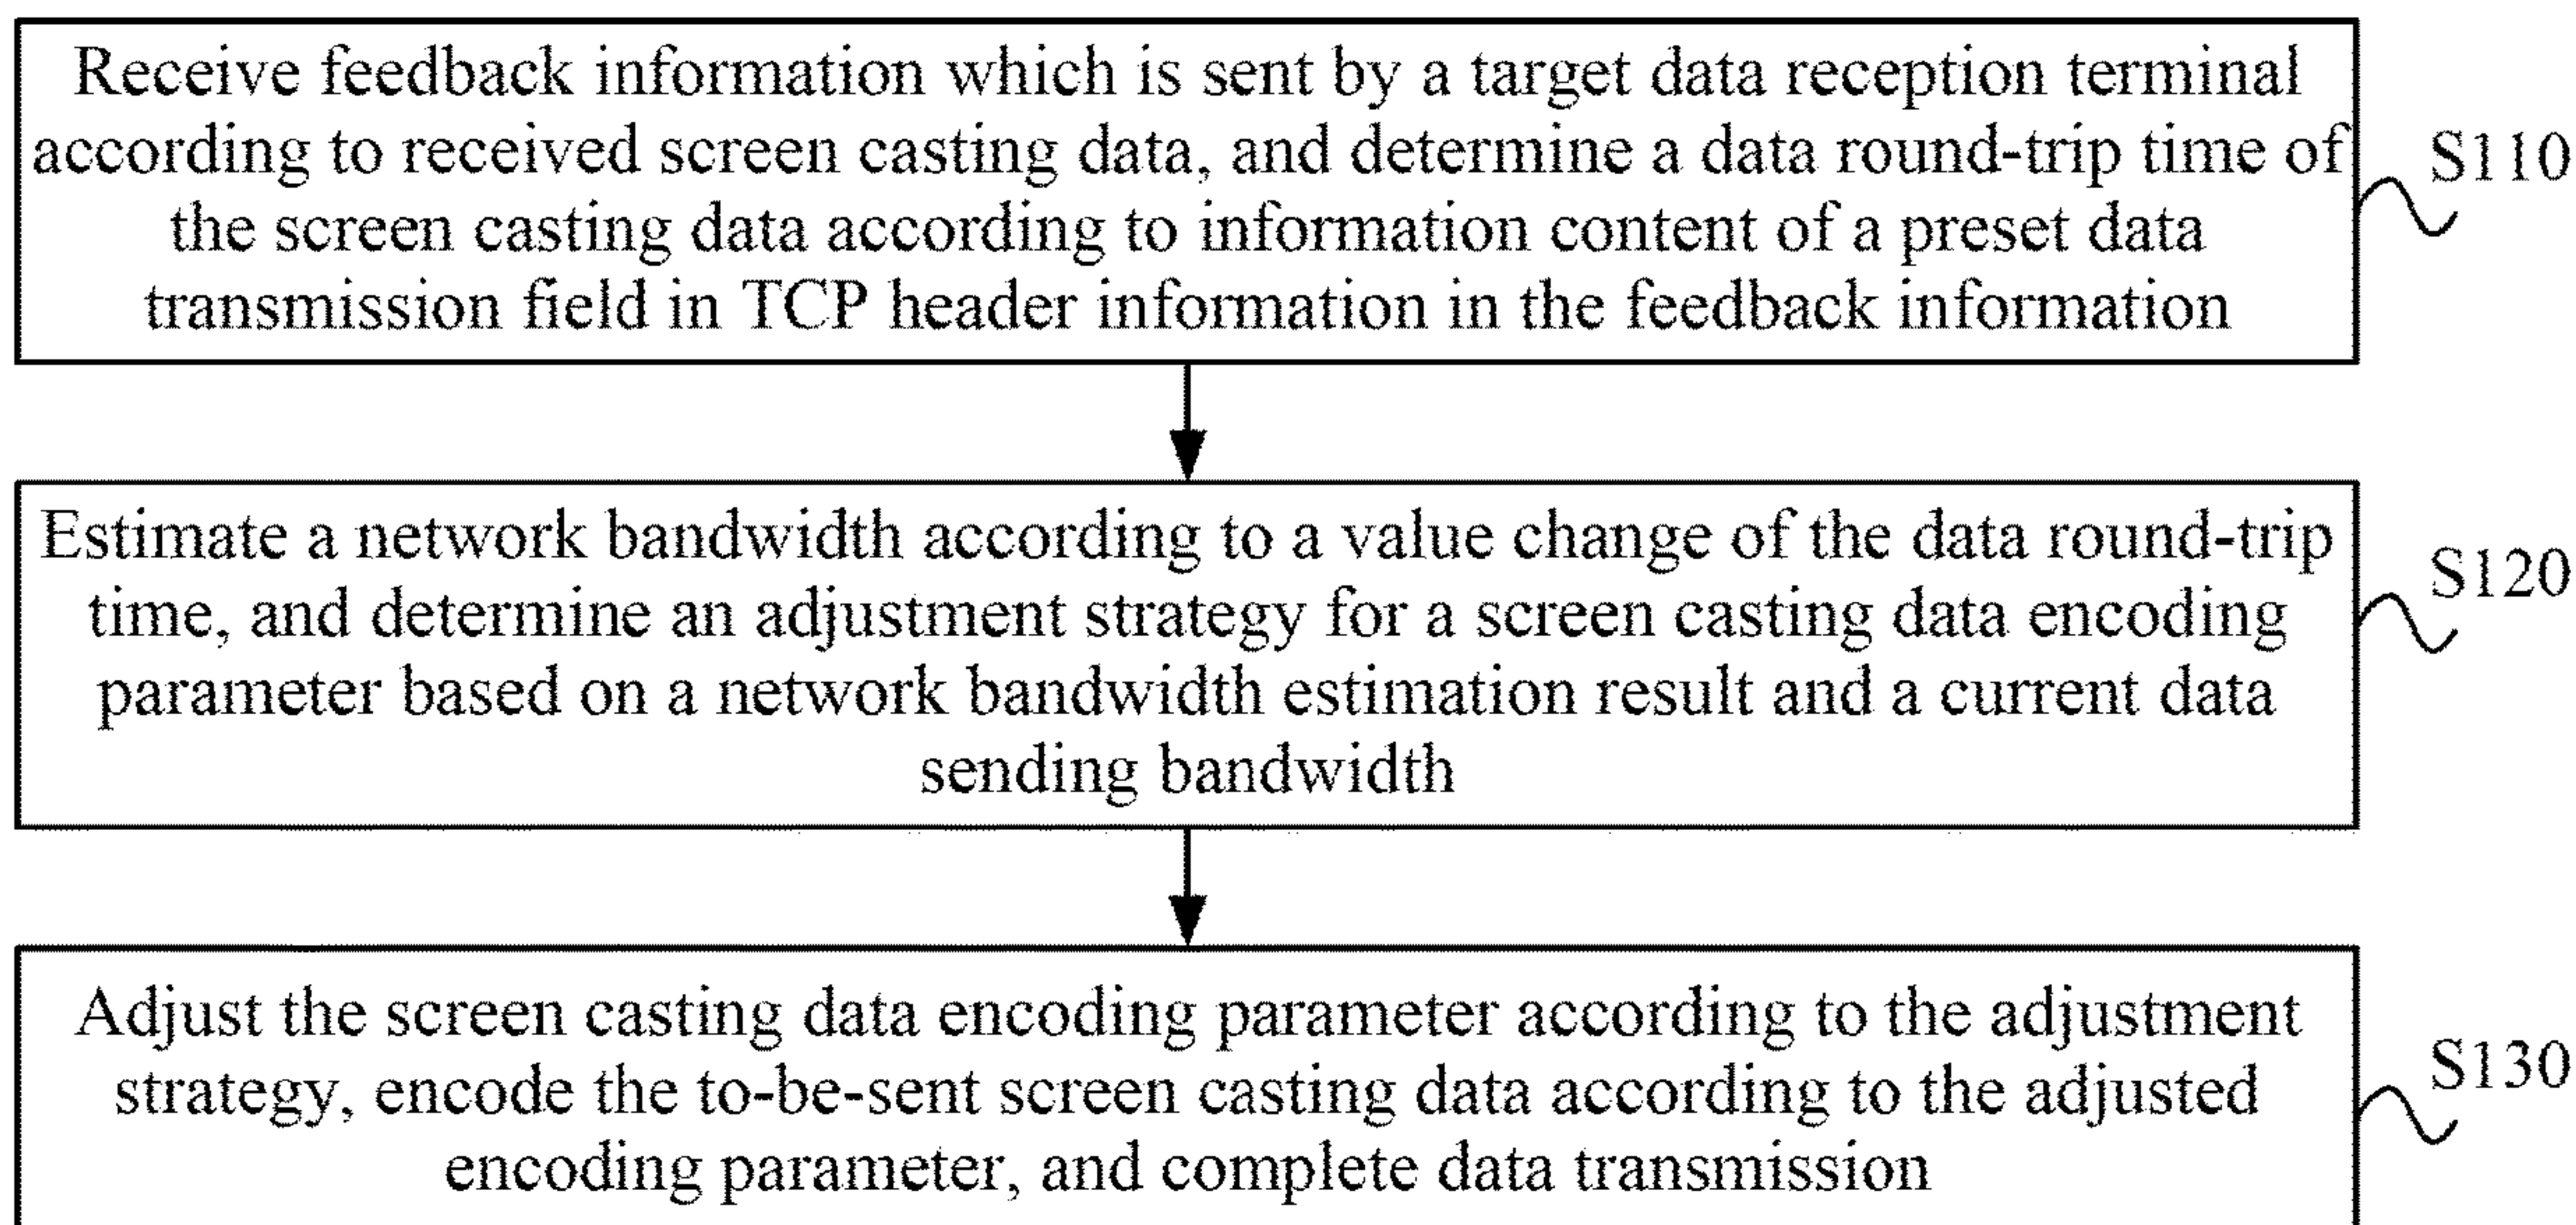 Receive feedback information which is sent by a target data reception terminal
according to received screen casting data, and determine a data round-trip time of
the screen casting data according to information content of a preset data
transmission field in TCP header information in the feedback information
S110
Estimate a network bandwidth according to a value change of the data round-trip
time, and determine an adjustment strategy for a screen casting data encoding
parameter based on a network bandwidth estimation result and a current data
sending bandwidth
S120
Adjust the screen casting data encoding parameter according to the adjustment
strategy, encode the to-be-sent screen casting data according to the adjusted
encoding parameter, and complete data transmission
S130